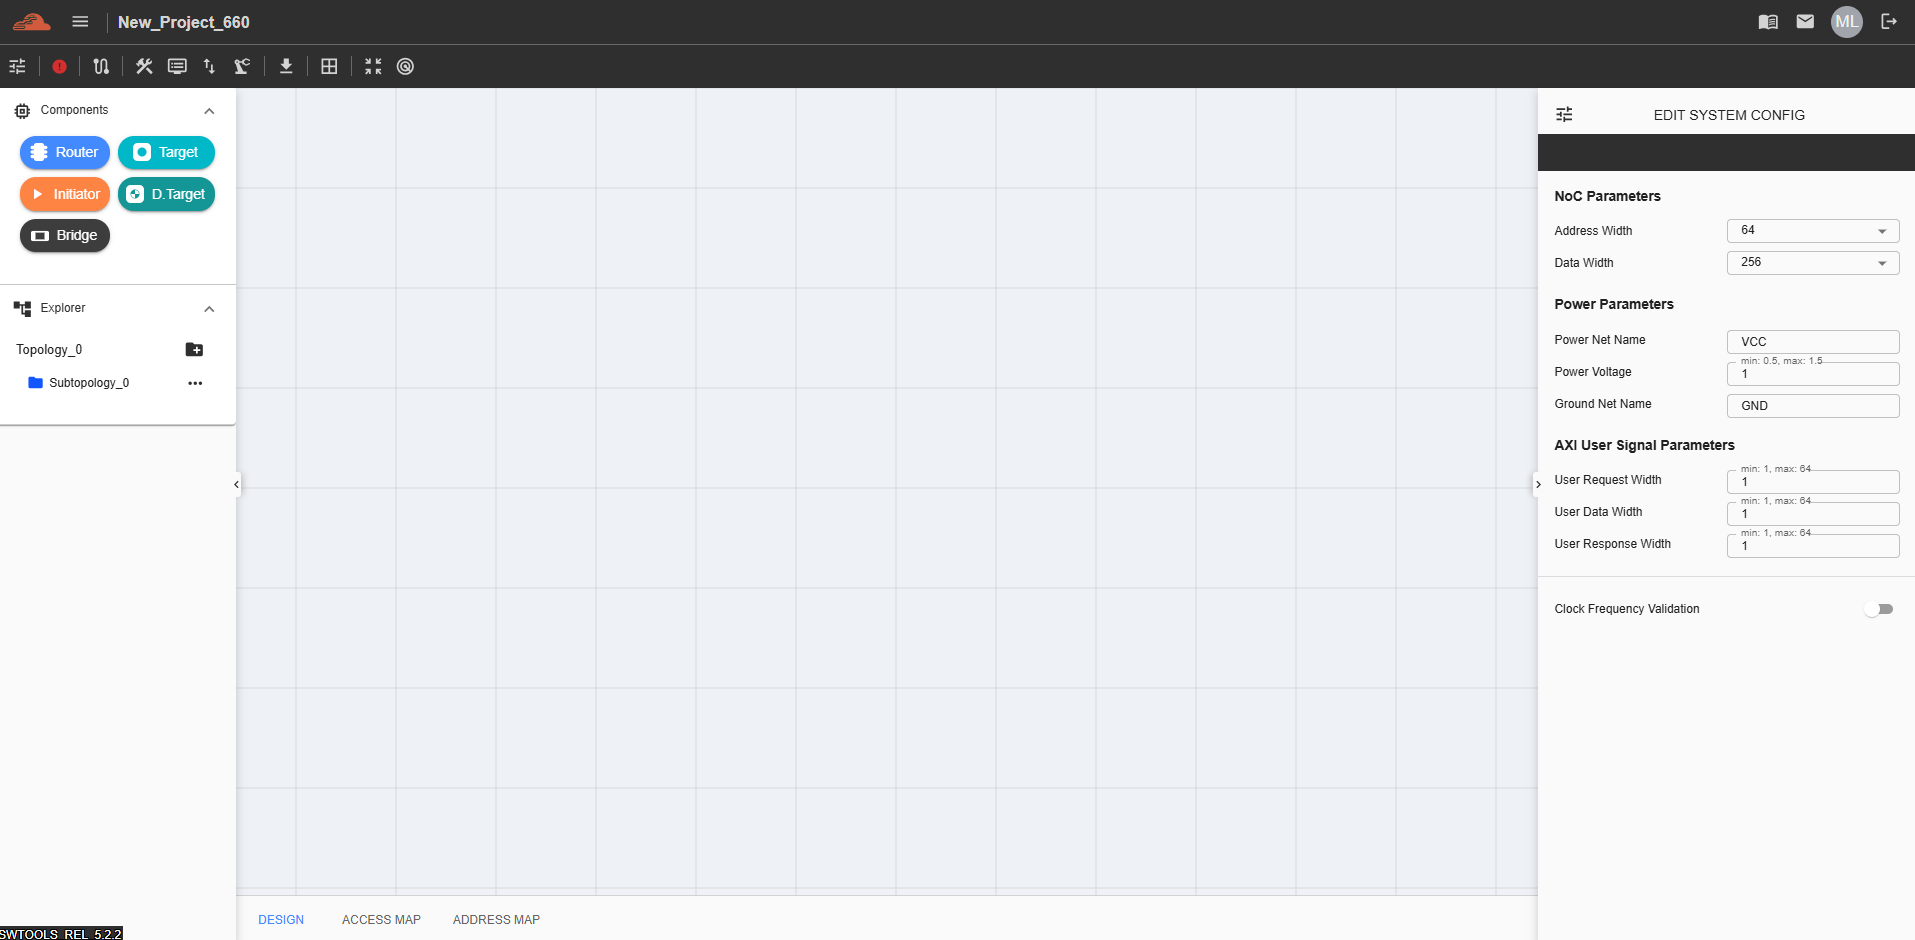 New_Project_660
ML
Components
Router
Target
Initiator
D.Target
Bridge
Explorer
Topology_0
Subtopology_0
EDIT SYSTEM CONFIG
NoC Parameters
Address Width
64
Data Width
256
Power Parameters
Power Net Name
VCC
Power Voltage
min: 0.5, max: 1.5
1
Ground Net Name
GND
AXI User Signal Parameters
User Request Width
min: 1, max: 64
1
User Data Width
min: 1, max: 64
1
User Response Width
min: 1, max: 64
1
Clock Frequency Validation
DESIGN
ACCESS MAP
ADDRESS MAP
SWTOOLS_REL_5.2.2